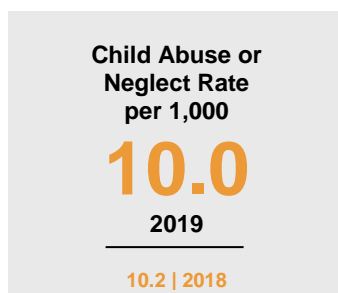 Child Abuse or
Neglect Rate
per 1,000
10.0
2019
10.2 | 2018